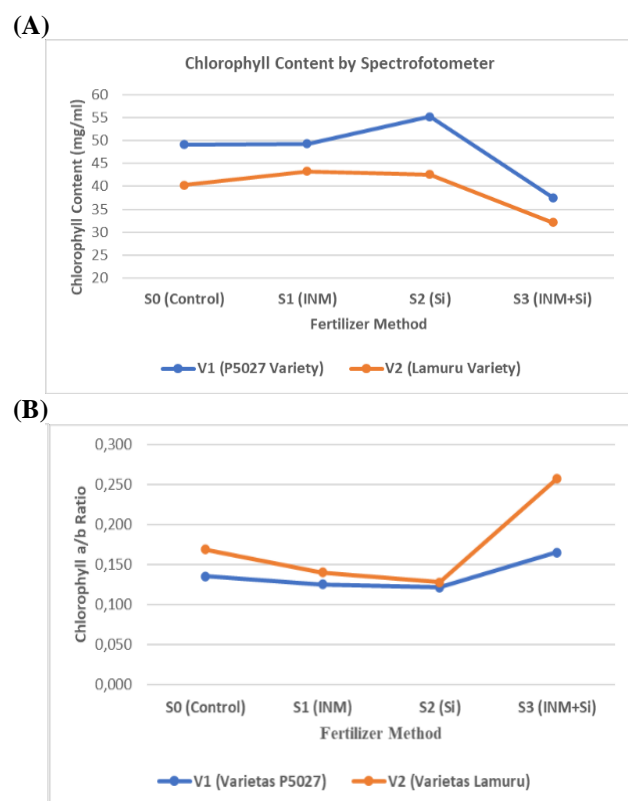 (A)
Chlorophyll Content by Spectrofotometer
Chlorophyll Content (mg/ml)
60
55
50
45
40
35
30
25
20
S0 (Control) S1 (INM) S2 (Si) S3 (INM+Si)
Fertilizer Method
V1 (P5027 Variety) V2 (Lamuru Variety)
(B)
Chlorophyll a/b Ratio
0,300
0,250
0,200
0,150
0,100
0,050
0,000
S0 (Control) S1 (INM) S2 (Si) S3 (INM+Si)
Fertilizer Method
V1 (Varietas P5027) V2 (Varietas Lamuru)